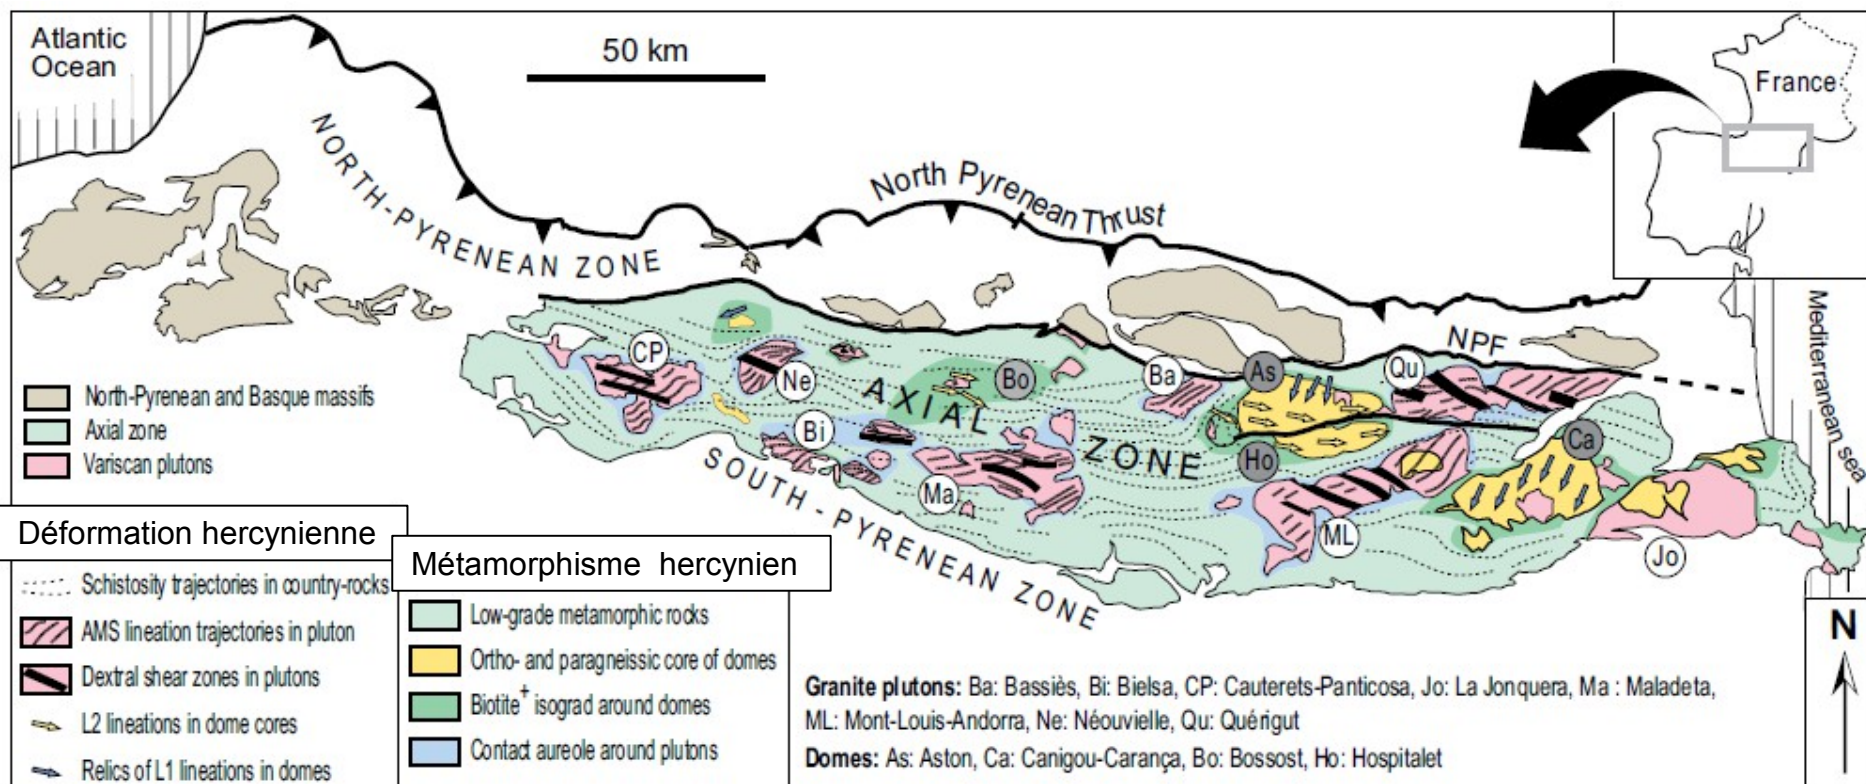 Atlantic
Ocean
50 km
France
NORTH-PYRENEAN ZONE
North Pyrenean Thrust
Mediterranean sea
NPF
CP
Ne
Bo
Ba
As
Qu
AXIAL ZONE
Bi
Ho
Ca
Ma
ML
Jo
SOUTH-PYRENEAN ZONE
North-Pyrenean and Basque massifs
Axial zone
Variscan plutons
Déformation hercynienne
Schistosity trajectories in country-rocks
AMS lineation trajectories in pluton
Dextral shear zones in plutons
L2 lineations in dome cores
Relics of L1 lineations in domes
Métamorphisme hercynien
Low-grade metamorphic rocks
Ortho- and paragneissic core of domes
Biotite+ isograd around domes
Contact aureole around plutons
Granite plutons: Ba: Bassiès, Bi: Bielsa, CP: Cauterets-Panticosa, Jo: La Jonquera, Ma : Maladeta,
ML: Mont-Louis-Andorra, Ne: Néouvielle, Qu: Quérigut
Domes: As: Aston, Ca: Canigou-Carança, Bo: Bossost, Ho: Hospitalet
N